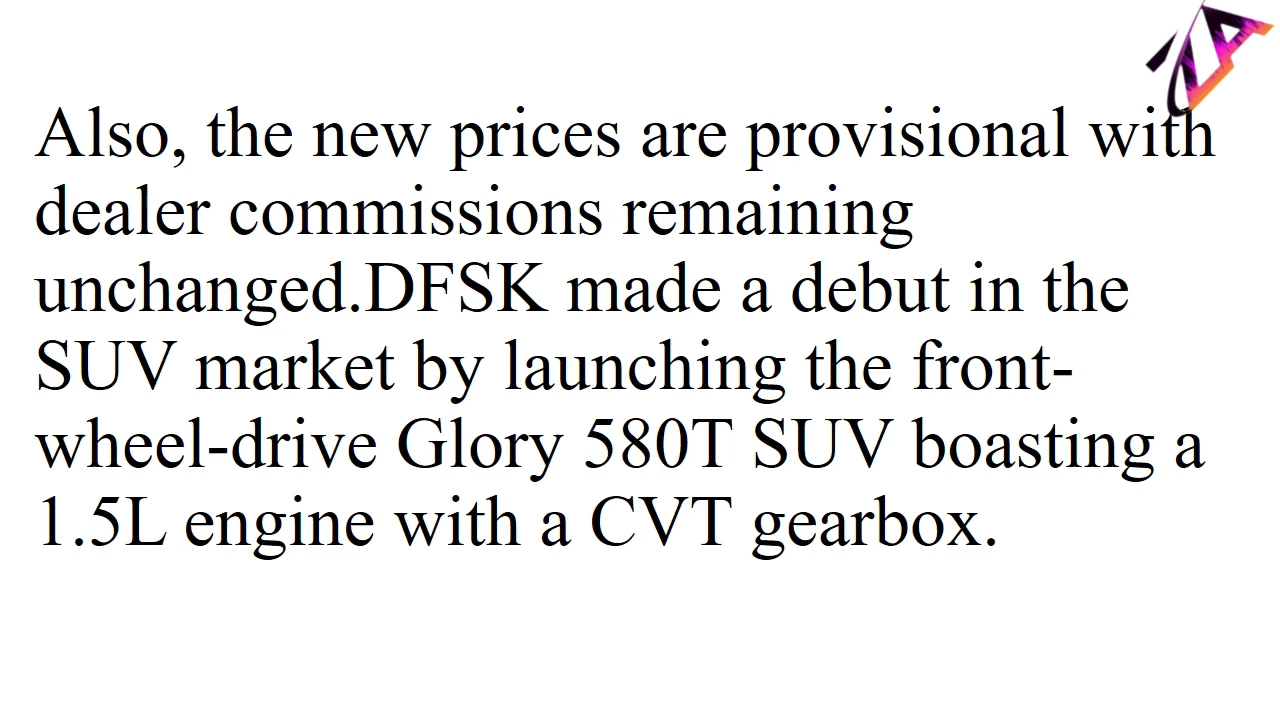 Also, the new prices are provisional with
dealer commissions remaining
unchanged.DFSK made a debut in the
SUV market by launching the front-
wheel-drive Glory 580T SUV boasting a
1.5L engine with a CVT gearbox.